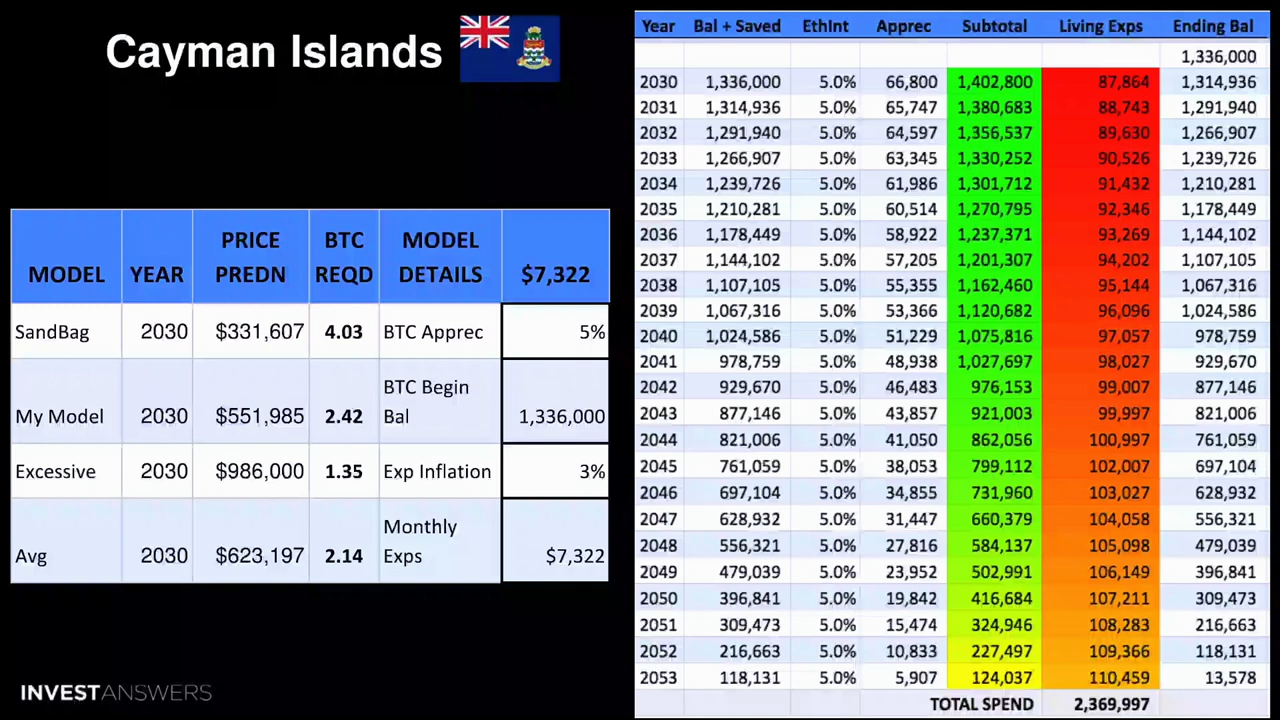 Cayman Islands
MODEL YEAR PRICE PREDN BTC REQD MODEL DETAILS $7,322
SandBag 2030 $331,607 4.03 BTC Apprec 5%
My Model 2030 $551,985 2.42 BTC Begin Bal 1,336,000
Excessive 2030 $986,000 1.35 Exp Inflation 3%
Avg 2030 $623,197 2.14 Monthly Exps $7,322
INVESTANSWERS
Year Bal + Saved EthInt Apprec Subtotal Living Exps Ending Bal
1,336,000
2030 1,336,000 5.0% 66,800 1,402,800 87,864 1,314,936
2031 1,314,936 5.0% 65,747 1,380,683 88,743 1,291,940
2032 1,291,940 5.0% 64,597 1,356,537 89,630 1,266,907
2033 1,266,907 5.0% 63,345 1,330,252 90,526 1,239,726
2034 1,239,726 5.0% 61,986 1,301,712 91,432 1,210,281
2035 1,210,281 5.0% 60,514 1,270,795 92,346 1,178,449
2036 1,178,449 5.0% 58,922 1,237,371 93,269 1,144,102
2037 1,144,102 5.0% 57,205 1,201,307 94,202 1,107,105
2038 1,107,105 5.0% 55,355 1,162,460 95,144 1,067,316
2039 1,067,316 5.0% 53,366 1,120,682 96,096 1,024,586
2040 1,024,586 5.0% 51,229 1,075,816 97,057 978,759
2041 978,759 5.0% 48,938 1,027,697 98,027 929,670
2042 929,670 5.0% 46,483 976,153 99,007 877,146
2043 877,146 5.0% 43,857 921,003 99,997 821,006
2044 821,006 5.0% 41,050 862,056 100,997 761,059
2045 761,059 5.0% 38,053 799,112 102,007 697,104
2046 697,104 5.0% 34,855 731,960 103,027 628,932
2047 628,932 5.0% 31,447 660,379 104,058 556,321
2048 556,321 5.0% 27,816 584,137 105,098 479,039
2049 479,039 5.0% 23,952 502,991 106,149 396,841
2050 396,841 5.0% 19,842 416,684 107,211 309,473
2051 309,473 5.0% 15,474 324,946 108,283 216,663
2052 216,663 5.0% 10,833 227,497 109,366 118,131
2053 118,131 5.0% 5,907 124,037 110,459 13,578
TOTAL SPEND 2,369,997